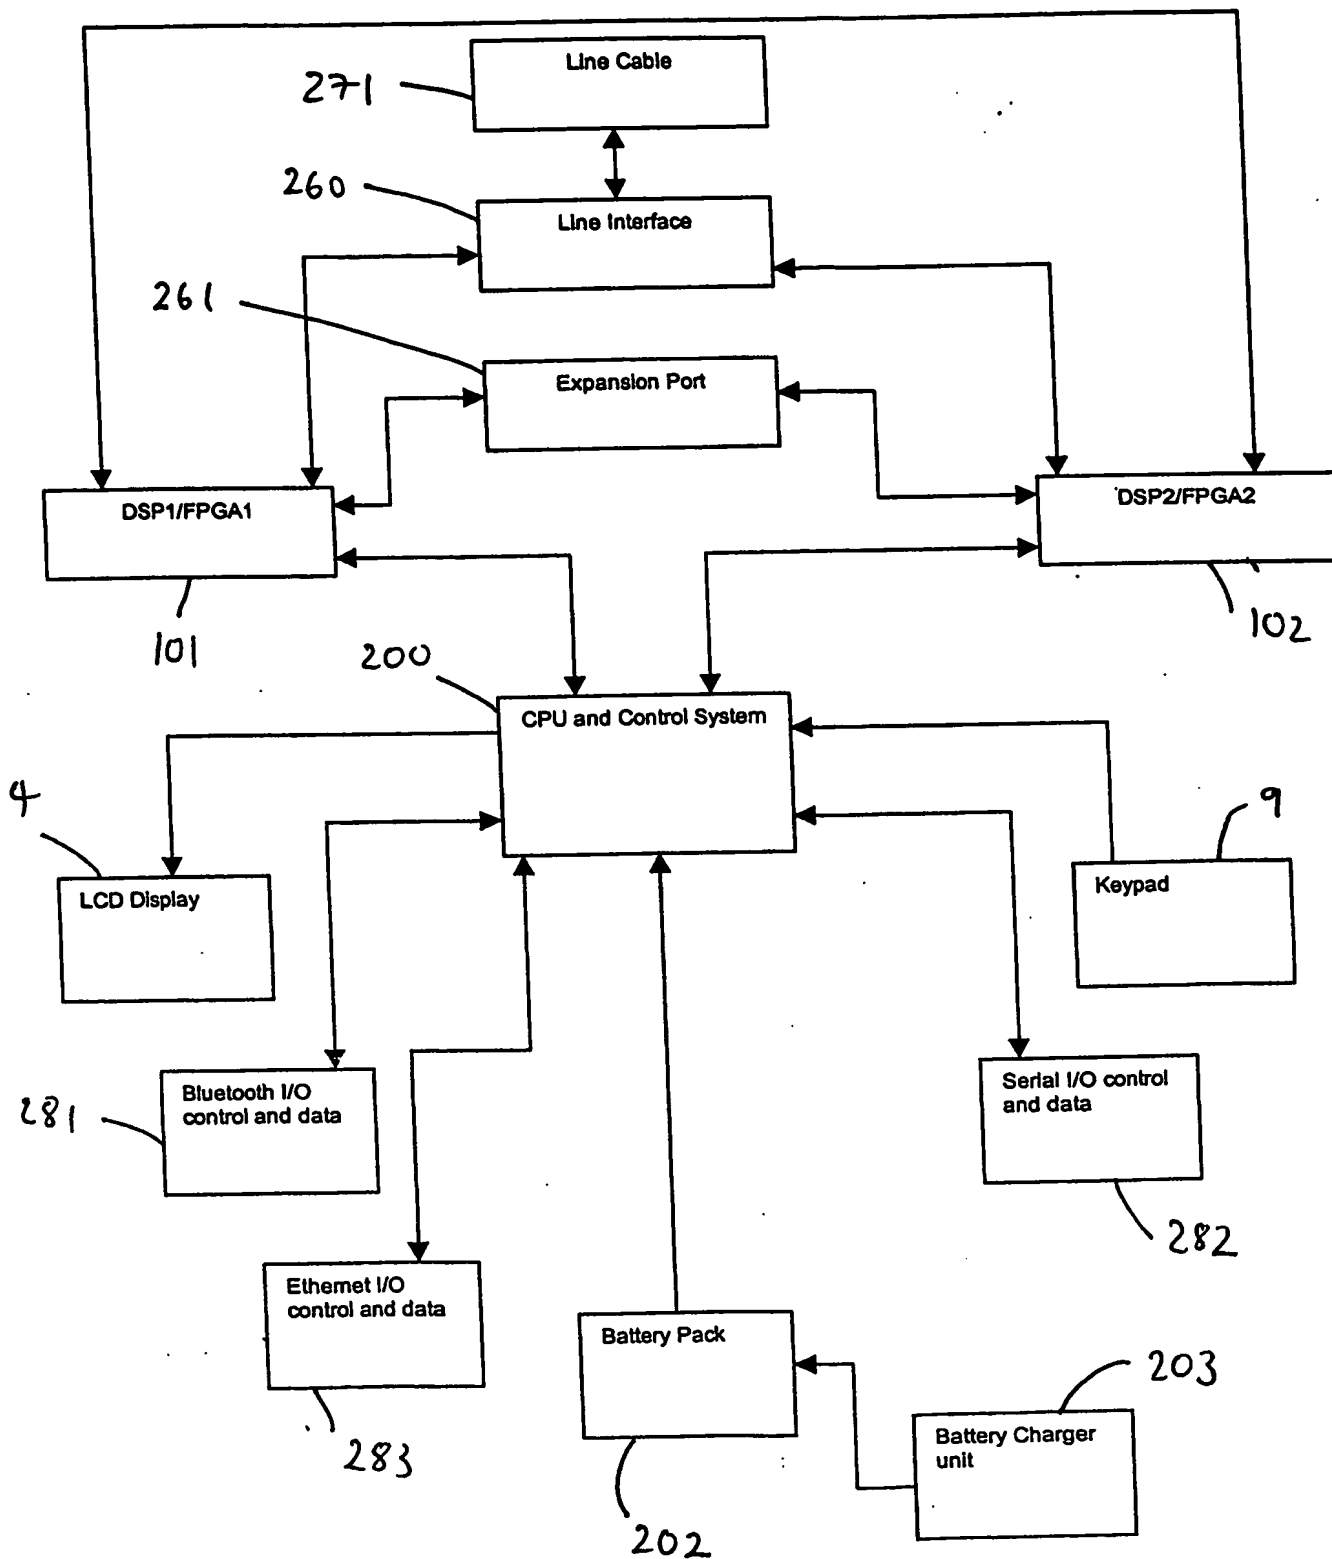 Line Cable
271
260
Line Interface
261
Expansion Port
DSP1/FPGA1
DSP2/FPGA2
101
102
200
CPU and Control System
4
9
LCD Display
Keypad
Bluetooth I/O
control and data
281
Serial I/O control
and data
282
Ethernet I/O
control and data
283
Battery Pack
202
203
Battery Charger
unit